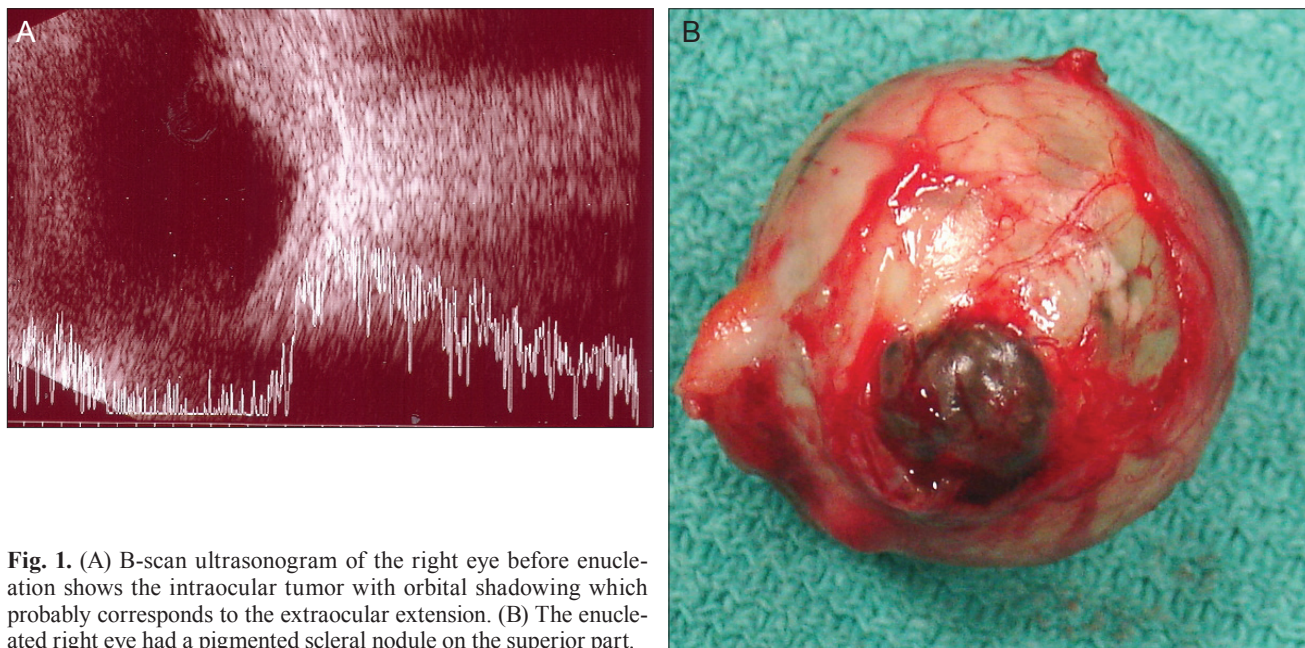 A
B
Fig. 1. (A) B-scan ultrasonogram of the right eye before enucle-
ation shows the intraocular tumor with orbital shadowing which
probably corresponds to the extraocular extension. (B) The enucle-
ated right eye had a pigmented scleral nodule on the superior part.